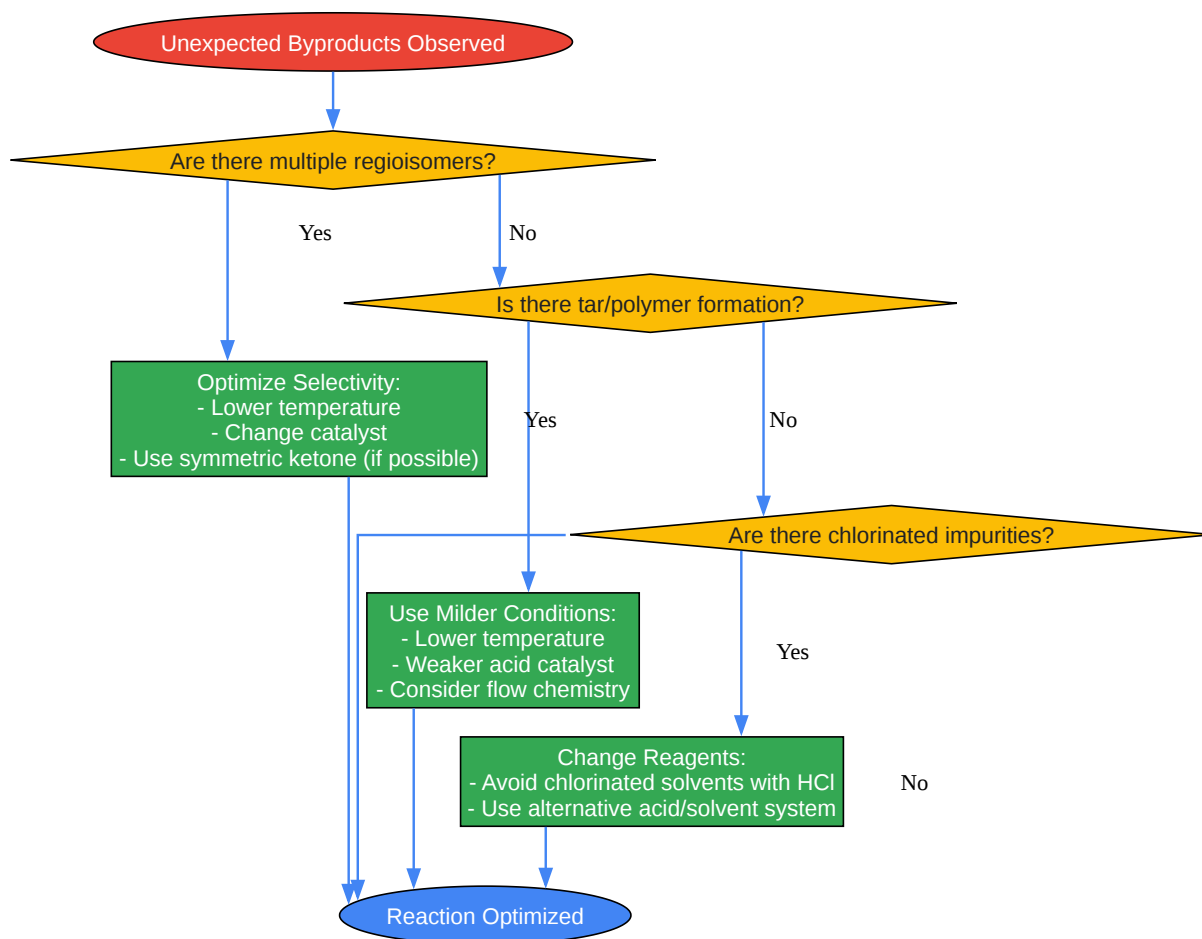 Unexpected Byproducts Observed
Are there multiple regioisomers?
Yes
No
Is there tar/polymer formation?
Optimize Selectivity:
- Lower temperature
- Change catalyst
- Use symmetric ketone (if possible)
Yes
No
Are there chlorinated impurities?
Use Milder Conditions:
- Lower temperature
- Weaker acid catalyst
- Consider flow chemistry
Yes
Change Reagents:
- Avoid chlorinated solvents with HCl
- Use alternative acid/solvent system
No
Reaction Optimized